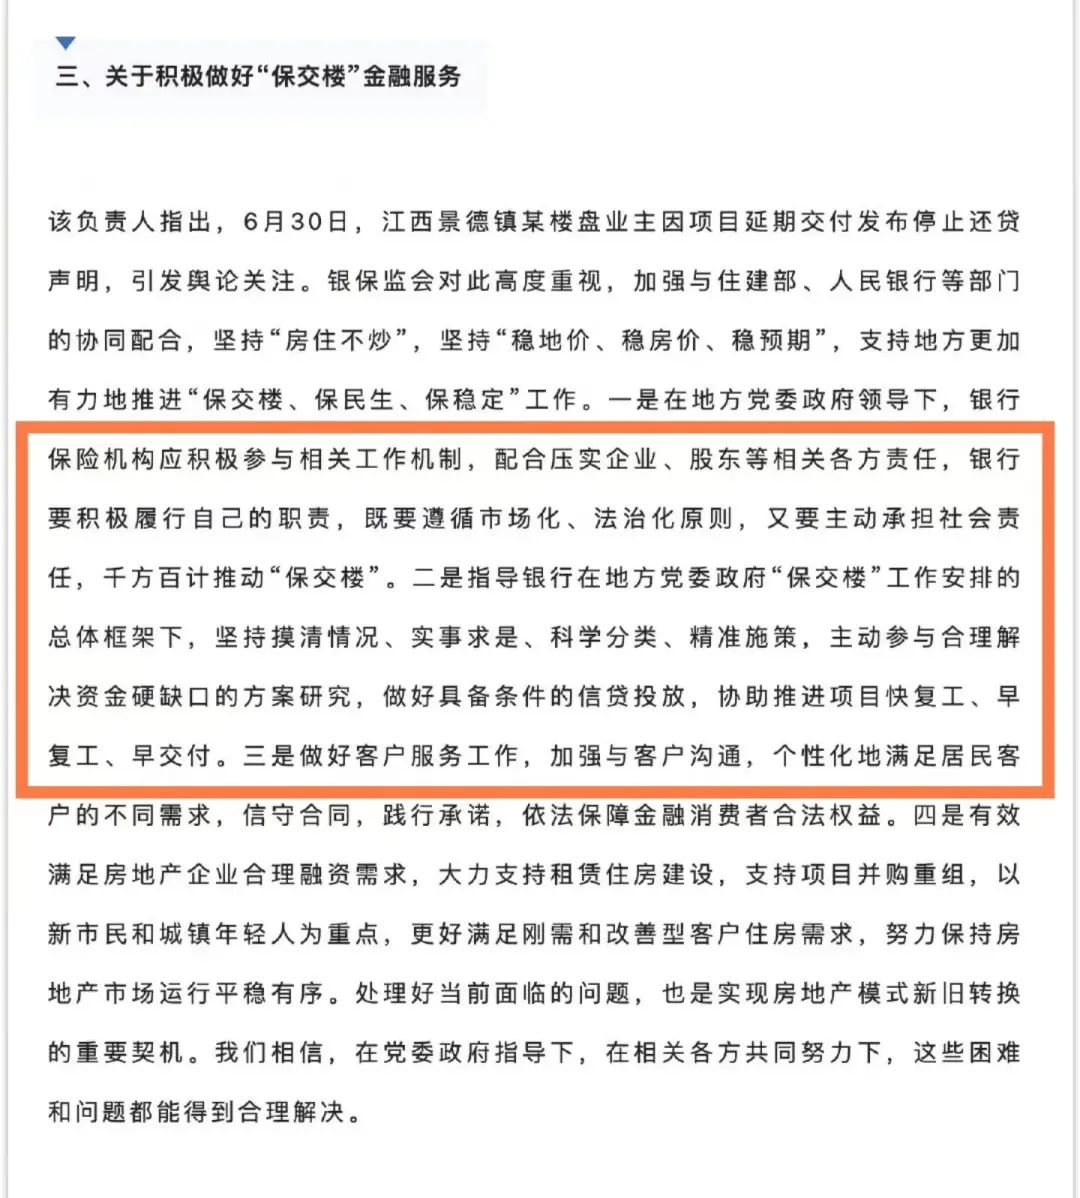 三、关于积极做好“保交楼”金融服务
该负责人指出，6月30日，江西景德镇某楼盘业主因项目延期交付发布停止还贷
声明，引发舆论关注。银保监会对此高度重视，加强与住建部、人民银行等部门
的协同配合，坚持“房住不炒”，坚持“稳地价、稳房价、稳预期”，支持地方更加
有力地推进“保交楼、保民生、保稳定”工作。一是在地方党委政府领导下，银行
保险机构应积极参与相关工作机制，配合压实企业、股东等相关各方责任，银行
要积极履行自己的职责，既要遵循市场化、法治化原则，又要主动承担社会责
任，千方百计推动“保交楼”。二是指导银行在地方党委政府“保交楼”工作安排的
总体框架下，坚持摸清情况、实事求是、科学分类、精准施策，主动参与合理解
决资金硬缺口的方案研究，做好具备条件的信贷投放，协助推进项目快复工、早
复工、早交付。三是做好客户服务工作，加强与客户沟通，个性化地满足居民客
户的不同需求，信守合同，践行承诺，依法保障金融消费者合法权益。四是有效
满足房地产企业合理融资需求，大力支持租赁住房建设，支持项目并购重组，以
新市民和城镇年轻人为重点，更好满足刚需和改善型客户住房需求，努力保持房
地产市场运行平稳有序。处理好当前面临的问题，也是实现房地产模式新旧转换
的重要契机。我们相信，在党委政府指导下，在相关各方共同努力下，这些困难
和问题都能得到合理解决。